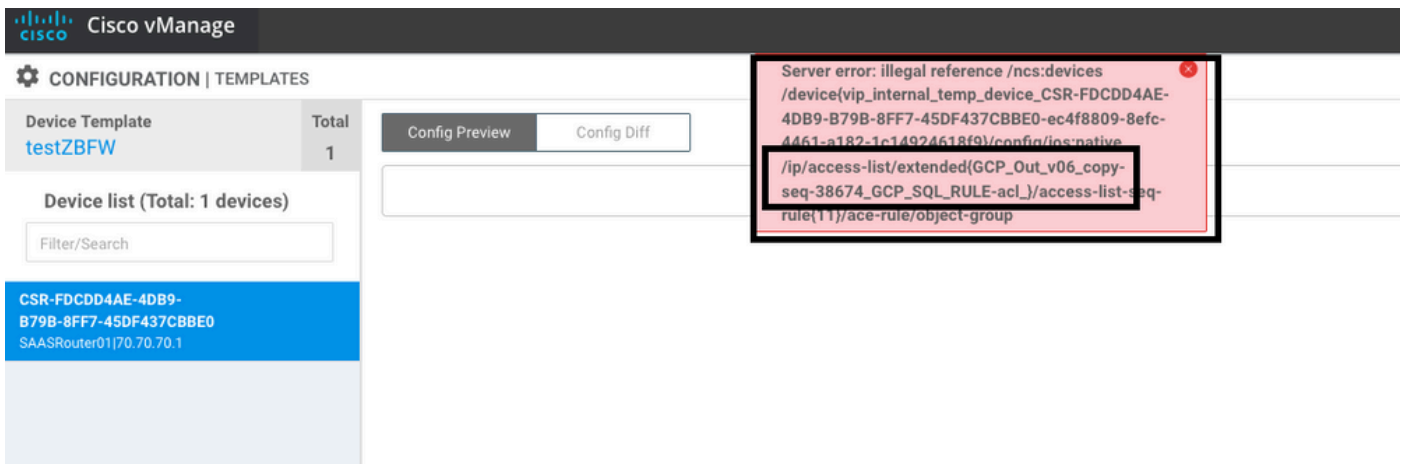 cisco Cisco vManage
CONFIGURATION | TEMPLATES
Device Template Total
testZBFW 1
Device list (Total: 1 devices)
Filter/Search
CSR-FDCDD4AE-4DB9-
B79B-8FF7-45DF437CBBE0
SAASRouter01|70.70.70.1
Config Preview
Config Diff
Server error: illegal reference /ncs:devices
/device{vip_internal_temp_device_CSR-FDCDD4AE-
4DB9-B79B-8FF7-45DF437CBBE0-ec4f8809-8efc-
4461-a182-1c14924618f9}/config/ios:native
/ip/access-list/extended{GCP_Out_v06_copy-
seq-38674_GCP_SQL_RULE-acl_}/access-list-seq-
rule{11}/ace-rule/object-group